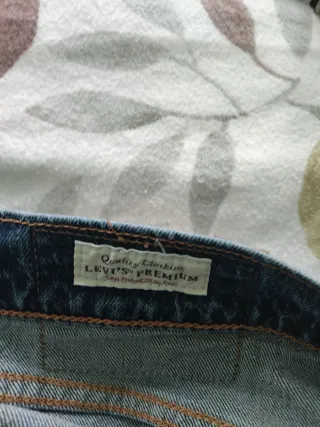 Quality Clothing
LEVI'S® PREMIUM
SAN FRANCISCO, CAL.